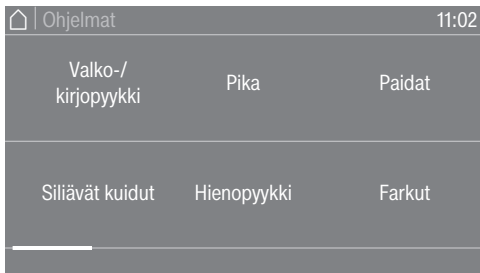 Ohjelmat 11:02
Valko-/
kirjopyykki
Pika
Paidat
Siliävät kuidut
Hienopyykki
Farkut